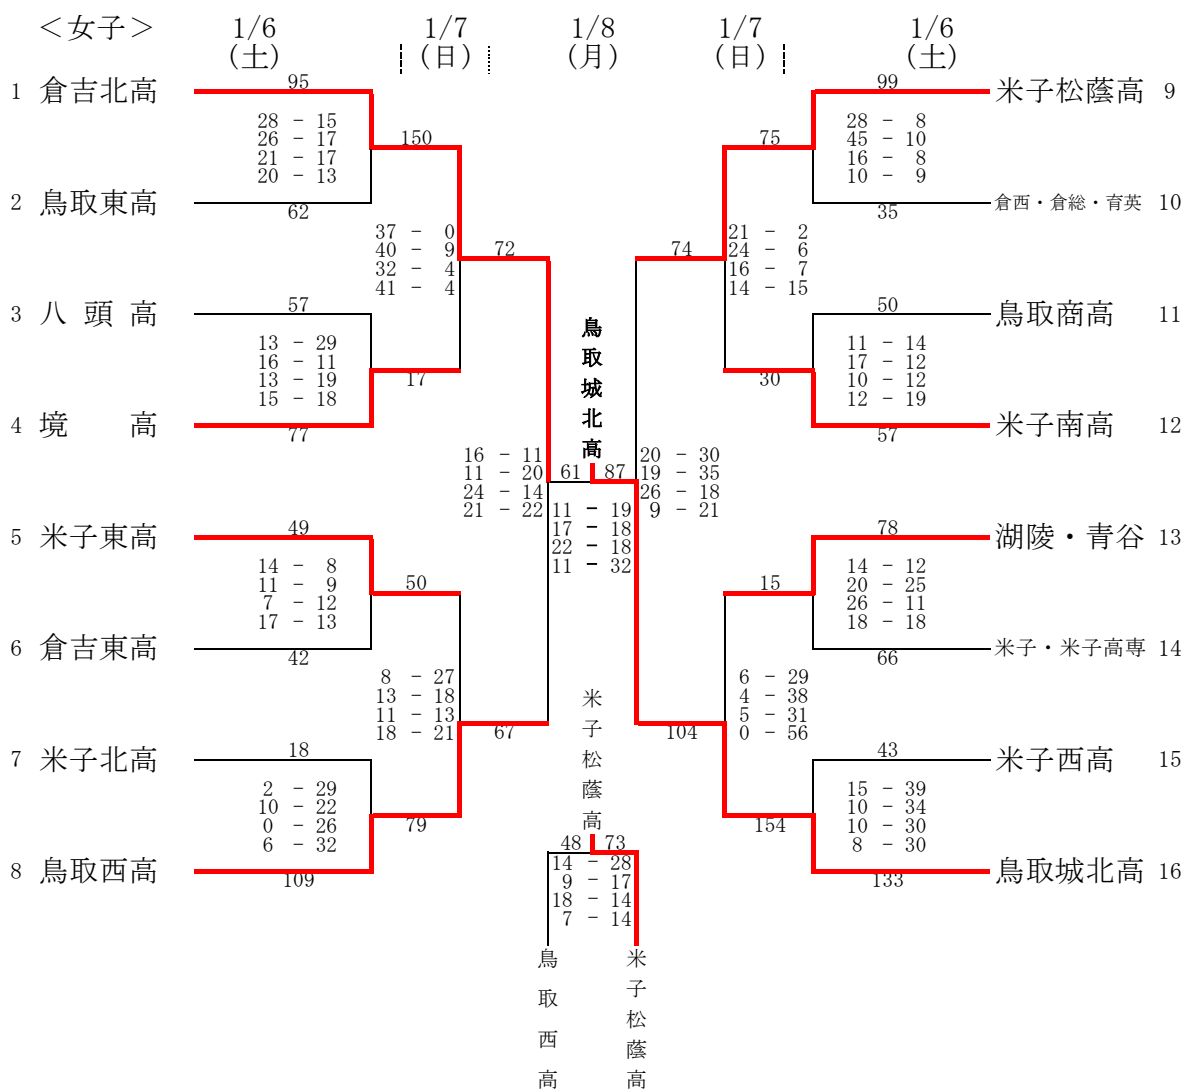 ＜女子＞ 1/6 1/7 1/8 1/7 1/6
(土) (日) (月) (日) (土)
1 倉吉北高
95
28 - 15
26 - 17
21 - 17
20 - 13
62
2 鳥取東高
150
37 - 0
40 - 9
32 - 4
41 - 4
17
3 八頭高
57
13 - 29
16 - 11
13 - 19
15 - 18
77
4 境高
72
16 - 11
11 - 20
24 - 14
21 - 22
67
5 米子東高
49
14 - 8
11 - 9
7 - 12
17 - 13
42
6 倉吉東高
50
8 - 27
13 - 18
11 - 13
18 - 21
79
7 米子北高
18
2 - 29
10 - 22
0 - 26
6 - 32
109
8 鳥取西高
鳥取城北高
61 87
11 - 19
17 - 18
22 - 18
11 - 32
米子松蔭高
48 73
14 - 28
9 - 17
18 - 14
7 - 14
鳥取西高
米子松蔭高
米子松蔭高 9
99
28 - 8
45 - 10
16 - 8
10 - 9
35
倉西・倉総・育英 10
75
21 - 2
24 - 6
16 - 7
14 - 15
30
鳥取商高 11
50
11 - 14
17 - 12
10 - 12
12 - 19
57
米子南高 12
74
20 - 30
19 - 35
26 - 18
9 - 21
104
湖陵・青谷 13
78
14 - 12
20 - 25
26 - 11
18 - 18
66
米子・米子高専 14
15
6 - 29
4 - 38
5 - 31
0 - 56
154
米子西高 15
43
15 - 39
10 - 34
10 - 30
8 - 30
133
鳥取城北高 16